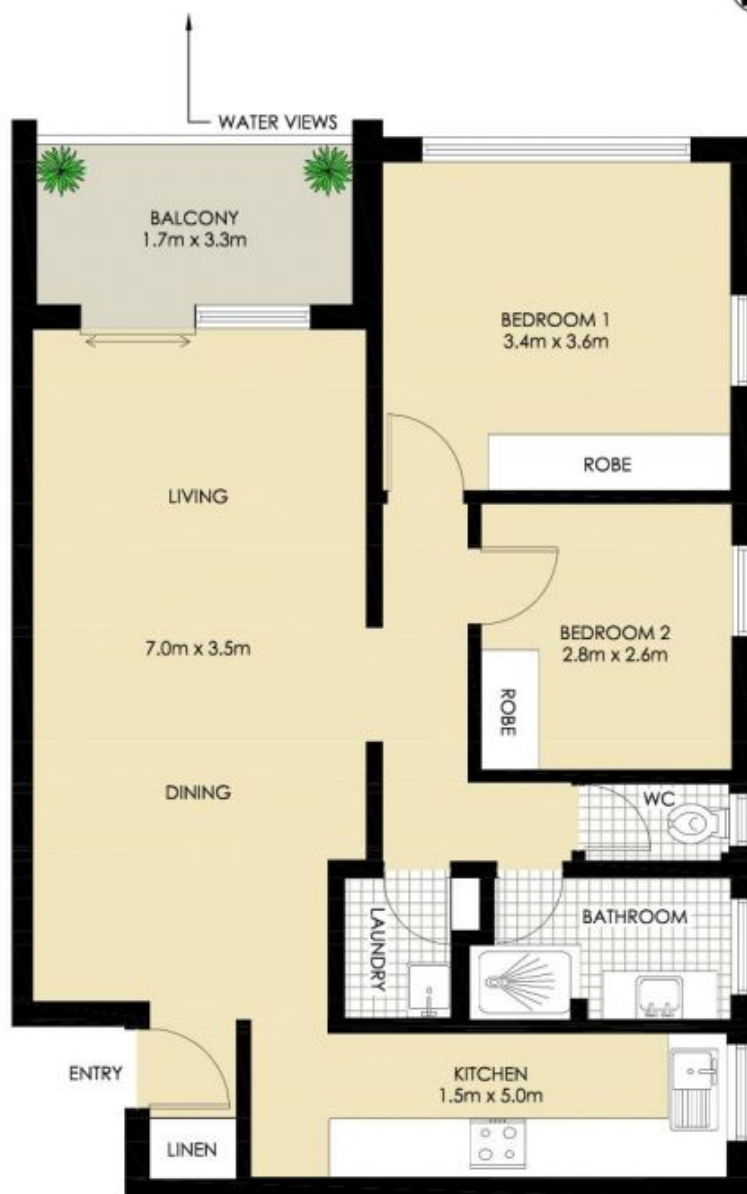 WATER VIEWS
BALCONY
1.7m x 3.3m
BEDROOM 1
3.4m x 3.6m
ROBE
LIVING
BEDROOM 2
2.8m x 2.6m
7.0m x 3.5m
ROBE
DINING
WC
LAUNDRY
BATHROOM
ENTRY
KITCHEN
1.5m x 5.0m
LINEN